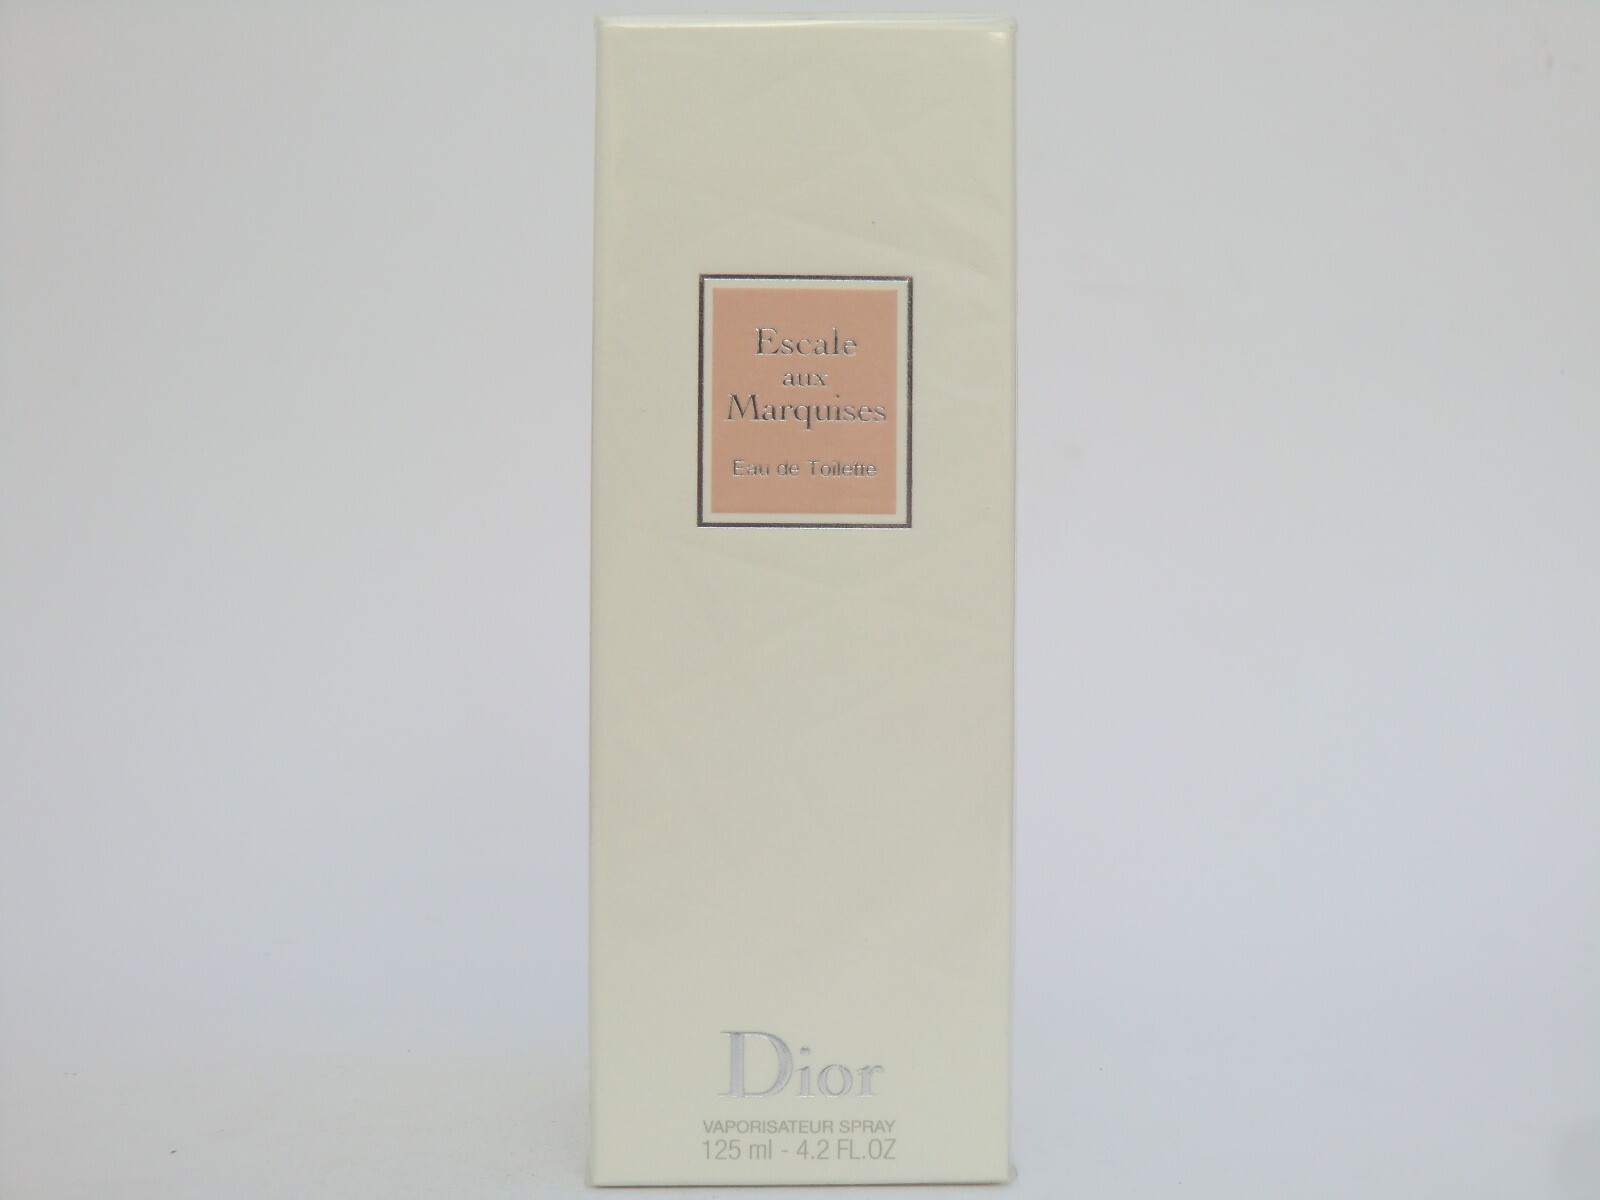 Escale
aux
Marquises
Eau de Toilette
Dior
VAPORISATEUR SPRAY
125 ml - 4.2 FL.OZ